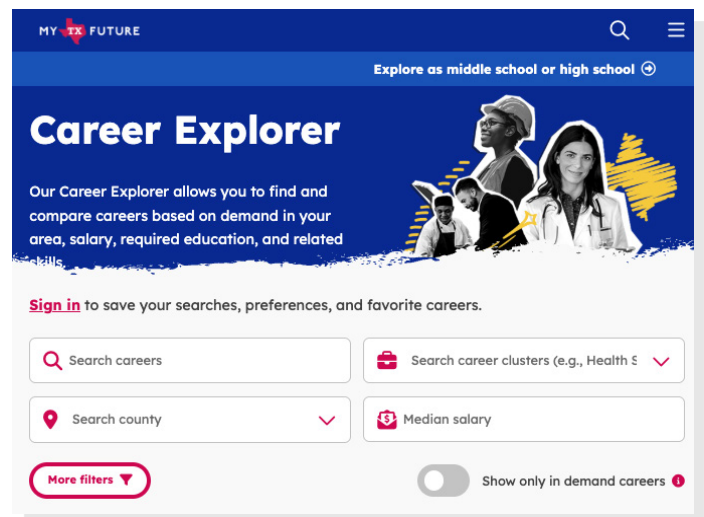 MY TX FUTURE
Explore as middle school or high school
Career Explorer
Our Career Explorer allows you to find and
compare careers based on demand in your
area, salary, required education, and related
skills.
Sign in to save your searches, preferences, and favorite careers.
Search careers
Search career clusters (e.g., Health S
Search county
Median salary
More filters
Show only in demand careers